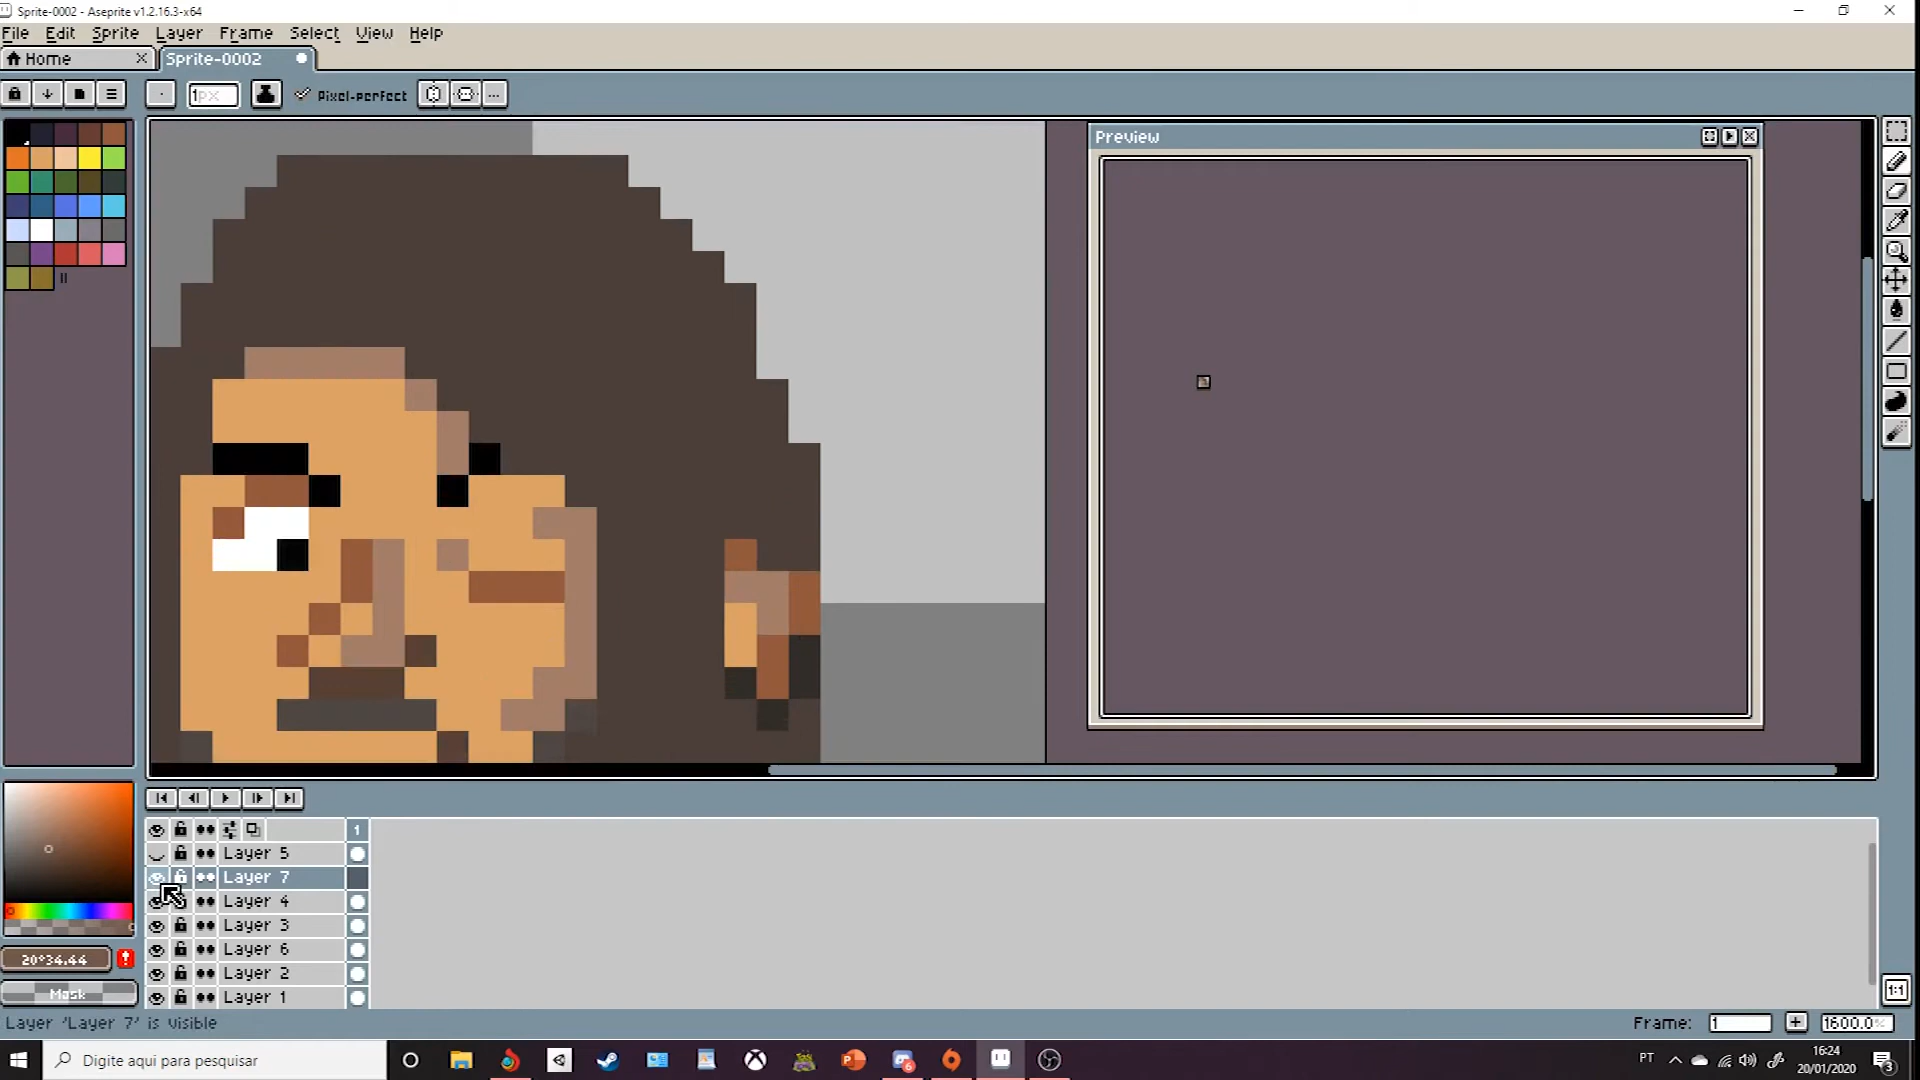 Sprite-0002 - Aseprite v1.2.16.3-x64
File Edit Sprite Layer Frame Select View Help
Home
Sprite-0002
1px
Pixel-perfect
Preview
1
Layer 5
Layer 7
Layer 4
Layer 3
Layer 6
Layer 2
Layer 1
20°34.44
Mask
1:1
Layer 'Layer 7' is visible
Frame: 1
1600.0%
Digite aqui para pesquisar
PT
16:24
20/01/2020